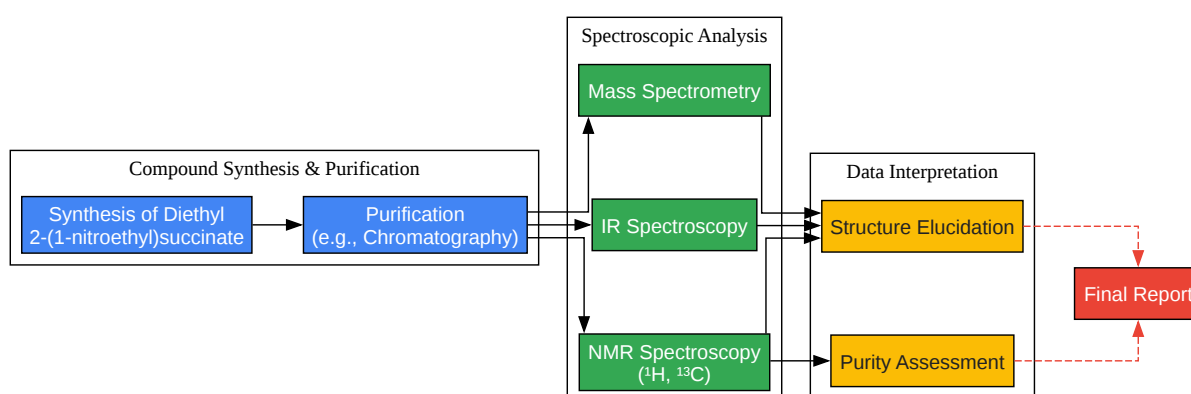 Compound Synthesis & Purification
Synthesis of Diethyl
2-(1-nitroethyl)succinate
Purification
(e.g., Chromatography)
Spectroscopic Analysis
Mass Spectrometry
IR Spectroscopy
NMR Spectroscopy
(¹H, ¹³C)
Data Interpretation
Structure Elucidation
Purity Assessment
Final Report